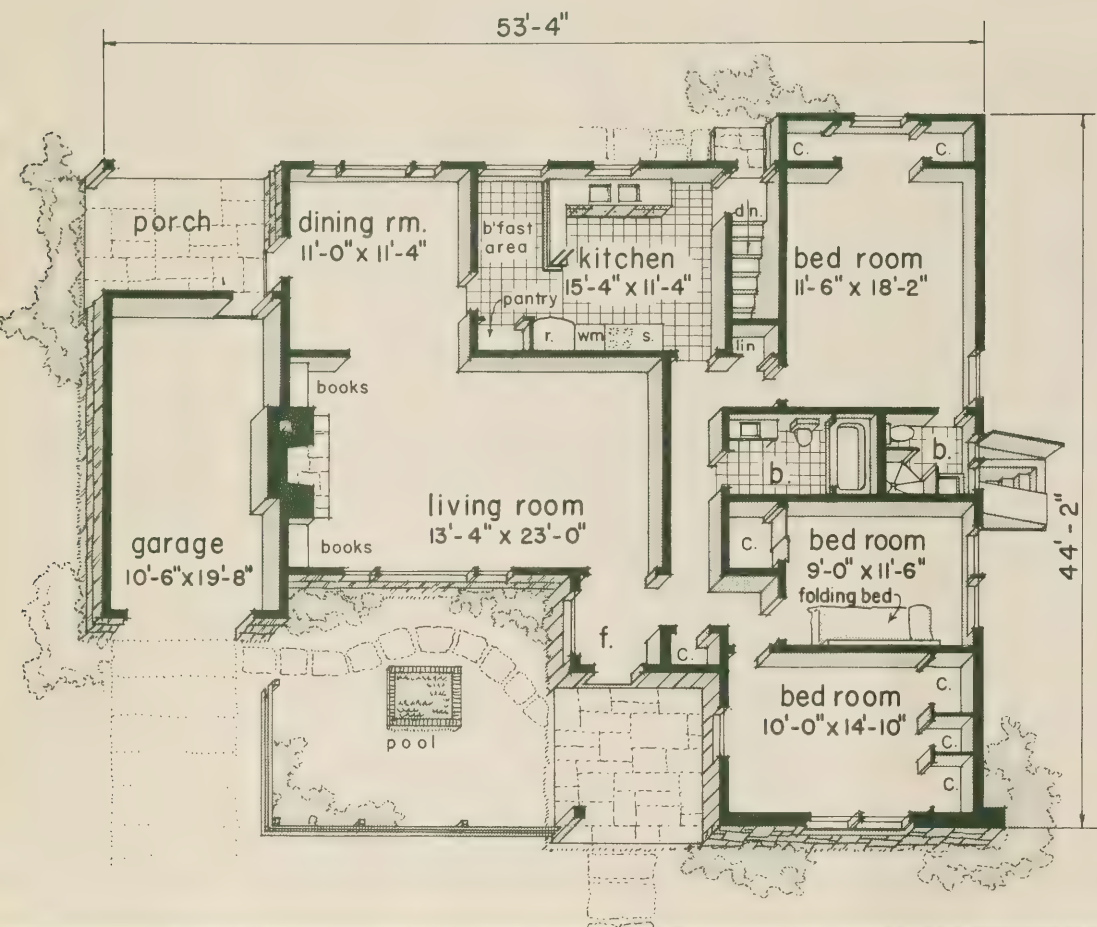 53'-4"
c.
c.
porch
dining rm.
11'-0" x 11'-4"
b'fast
area
kitchen
15'-4" x 11'-4"
dn.
bed room
11'-6" x 18'-2"
pantry
r.
wm
s.
lin
books
b.
b.
living room
13'-4" x 23'-0"
garage
10'-6" x 19'-8"
books
c.
bed room
9'-0" x 11'-6"
folding bed
44'-2"
f.
c.
bed room
10'-0" x 14'-10"
c.
c.
c.
pool